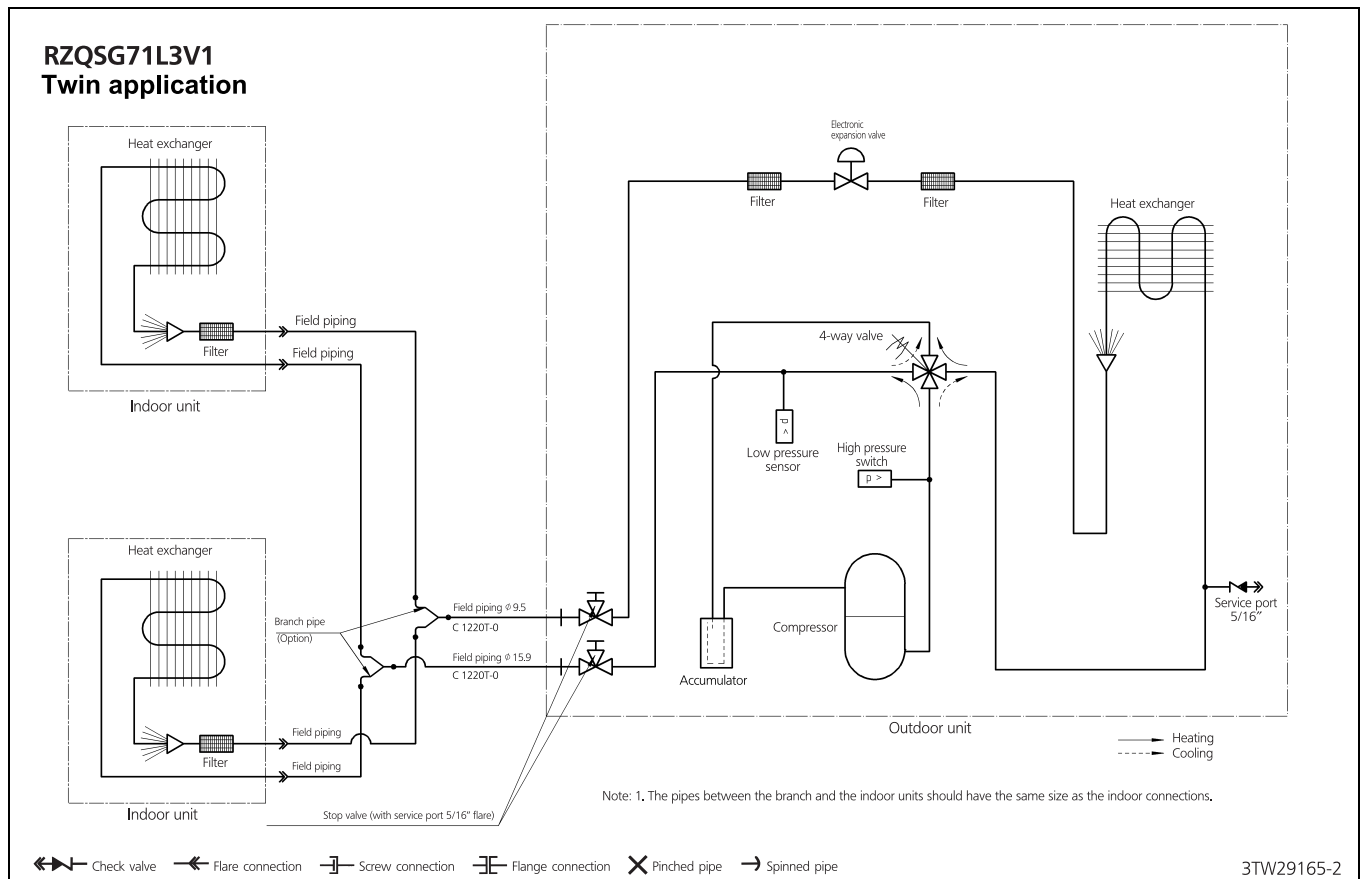 RZQSG71L3V1
Twin application
Heat exchanger
Filter
Field piping
Field piping
Indoor unit
Heat exchanger
Filter
Field piping
Field piping
Indoor unit
Branch pipe
(Option)
Field piping φ 9.5
C 1220T-0
Field piping φ 15.9
C 1220T-0
Stop valve (with service port 5/16" flare)
Electronic
expansion valve
Filter
Filter
Heat exchanger
4-way valve
p <
Low pressure
sensor
High pressure
switch
p >
Compressor
Accumulator
Service port
5/16"
Outdoor unit
Heating
Cooling
Note: 1. The pipes between the branch and the indoor units should have the same size as the indoor connections.
Check valve
Flare connection
Screw connection
Flange connection
Pinched pipe
Spinned pipe
3TW29165-2